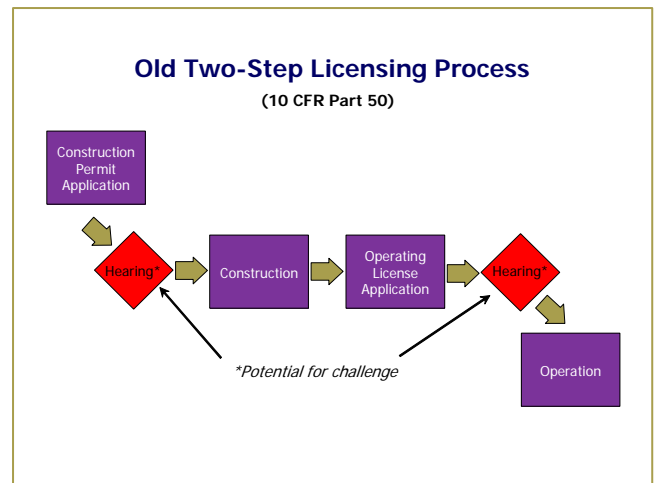 Old Two-Step Licensing Process
(10 CFR Part 50)
Construction
Permit
Application
Hearing*
Construction
Operating
License
Application
Hearing*
Operation
*Potential for challenge